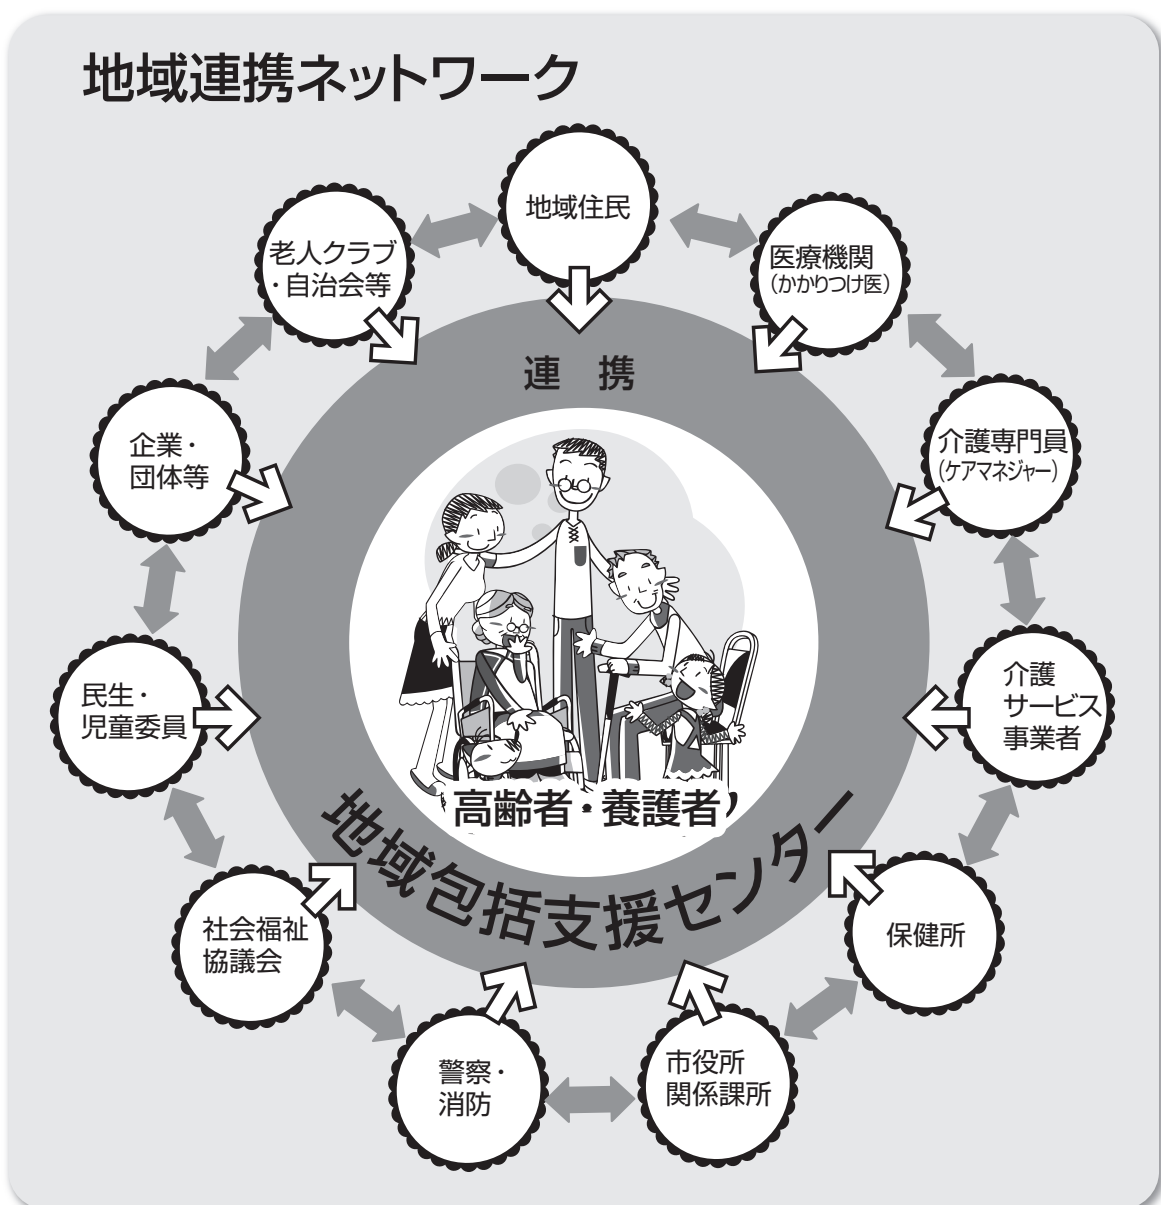 地域連携ネットワーク
地域住民
医療機関
(かかりつけ医)
介護専門員
(ケアマネジャー)
介護
サービス
事業者
保健所
市役所
関係課所
警察・
消防
社会福祉
協議会
民生・
児童委員
企業・
団体等
老人クラブ
・自治会等
連 携
高齢者・養護者
地域包括支援センター